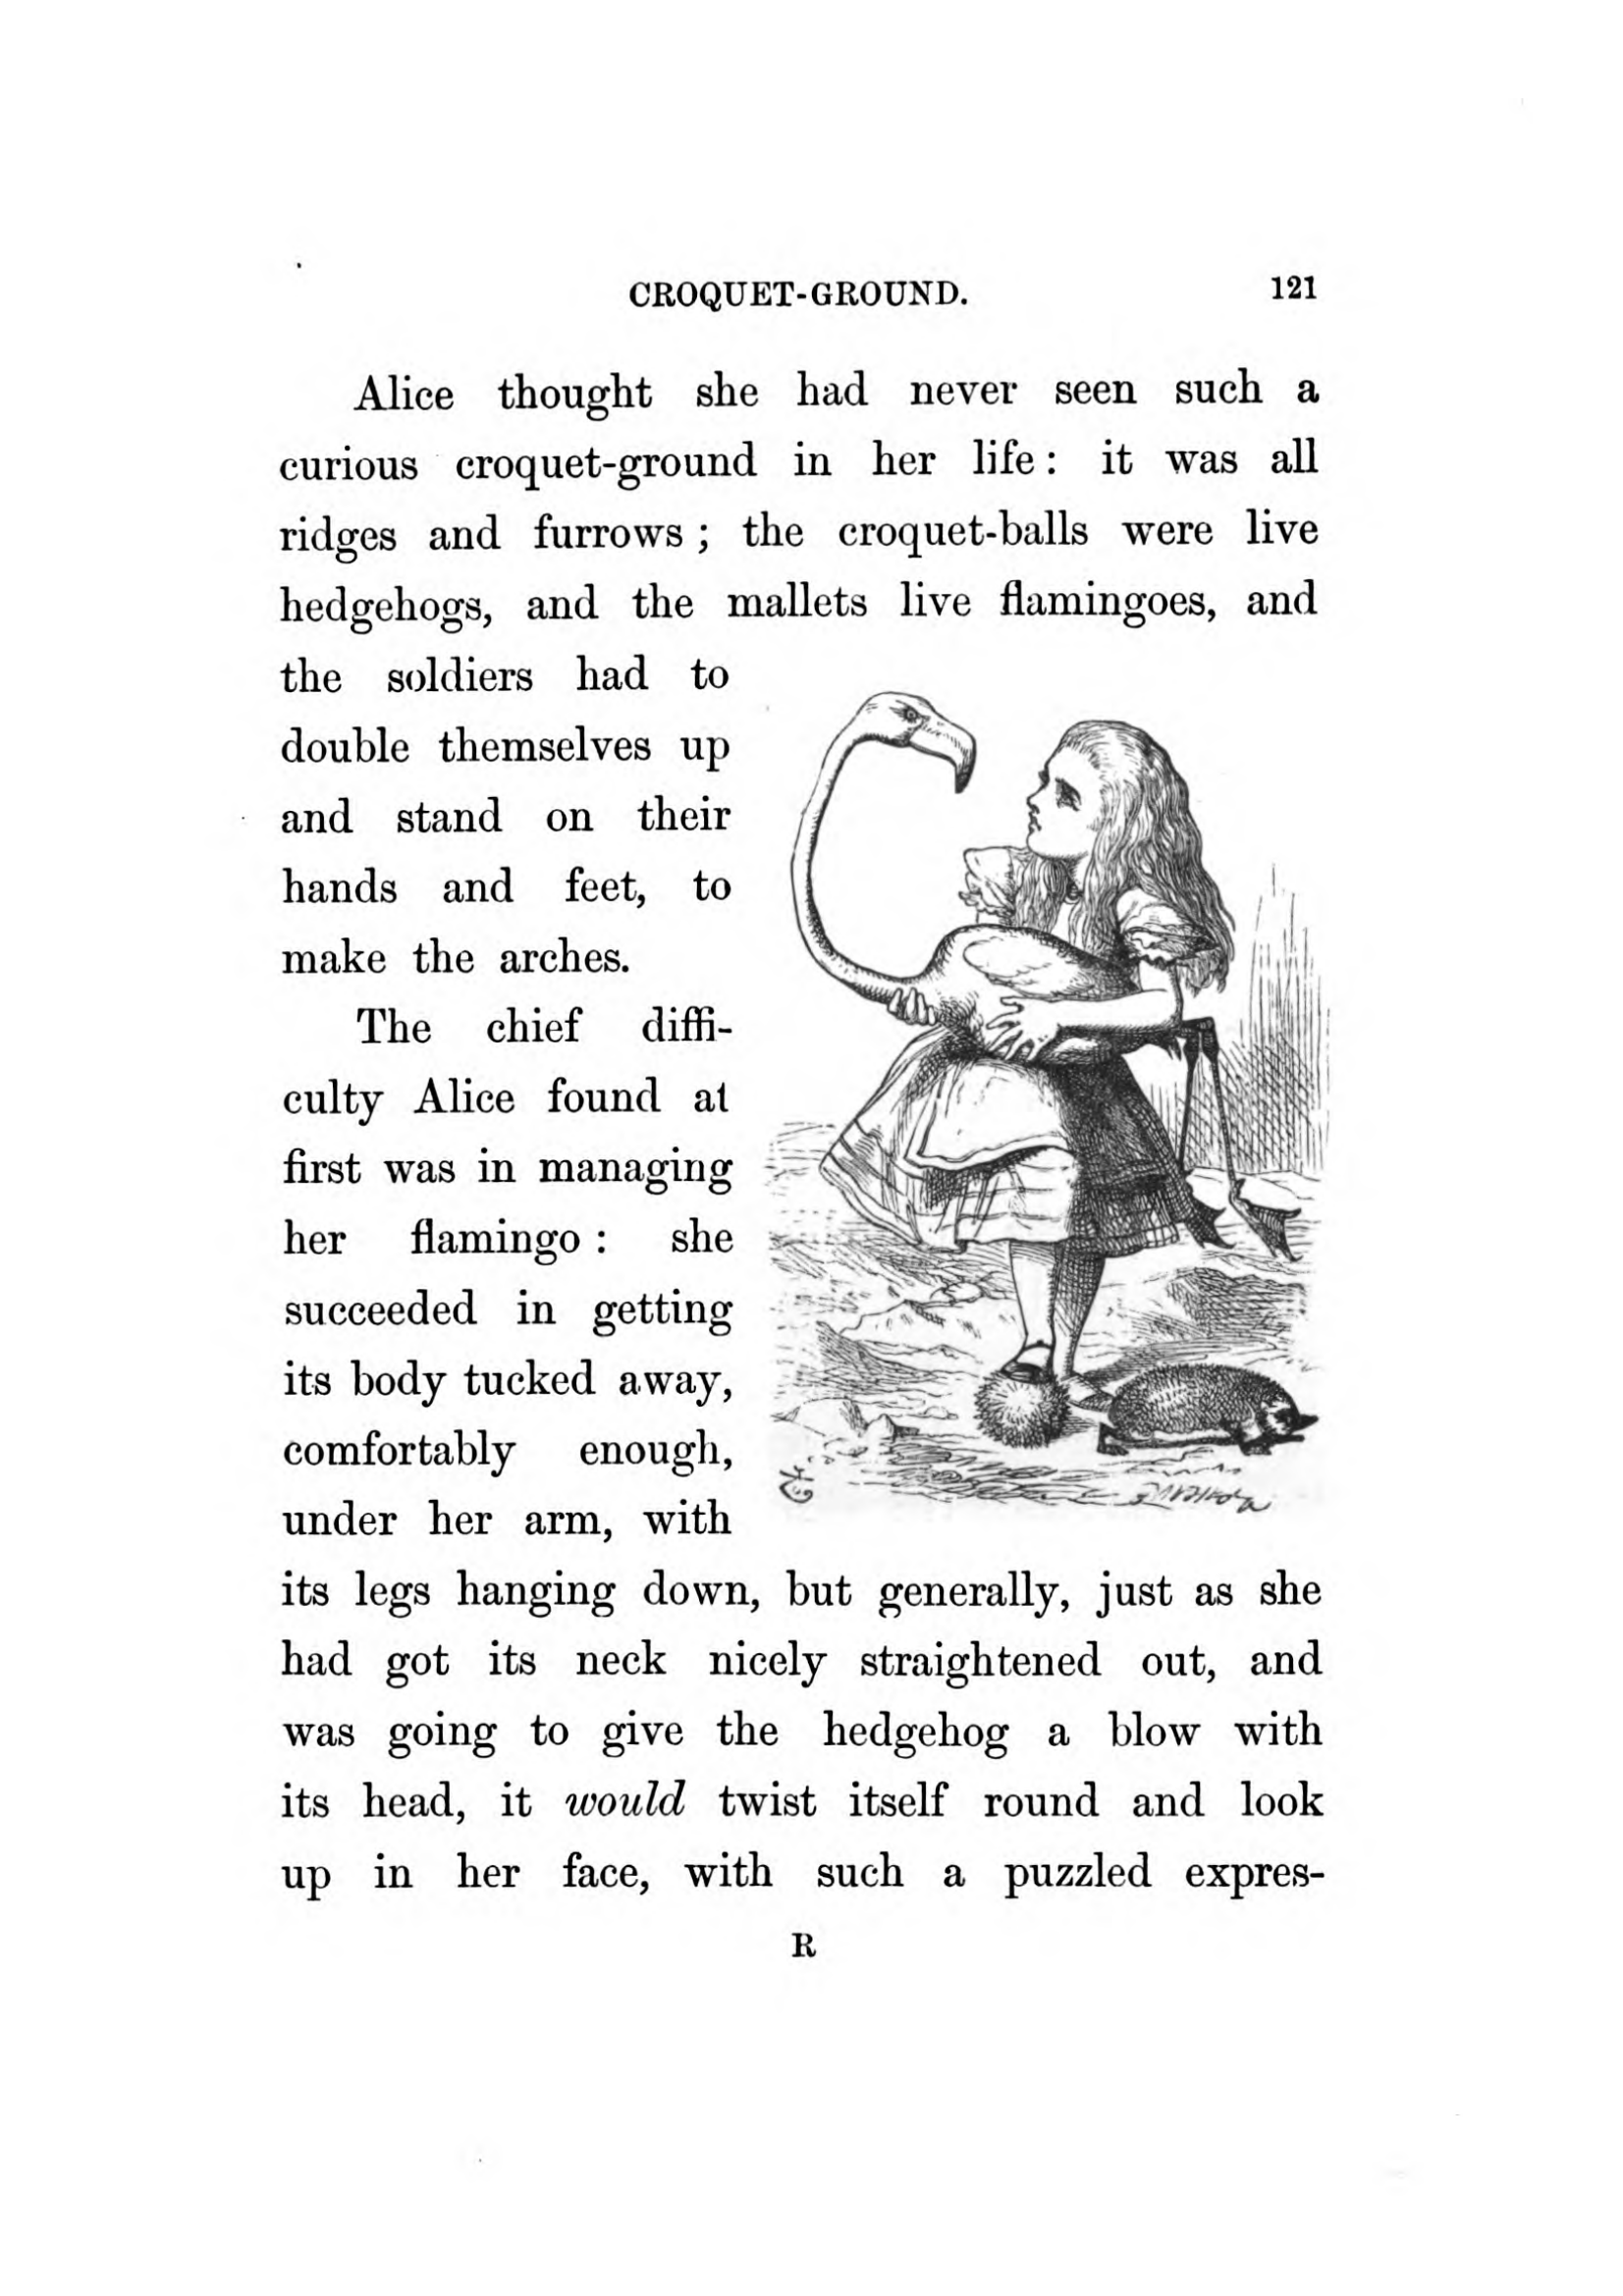 CROQUET-GROUND. 121
Alice thought she had never seen such a
curious croquet-ground in her life: it was all
ridges and furrows; the croquet-balls were live
hedgehogs, and the mallets live flamingoes, and
the soldiers had to
double themselves up
and stand on their
hands and feet, to
make the arches.
The chief diffi-
culty Alice found at
first was in managing
her flamingo: she
succeeded in getting
its body tucked away,
comfortably enough,
under her arm, with
its legs hanging down, but generally, just as she
had got its neck nicely straightened out, and
was going to give the hedgehog a blow with
its head, it would twist itself round and look
up in her face, with such a puzzled expres-
R